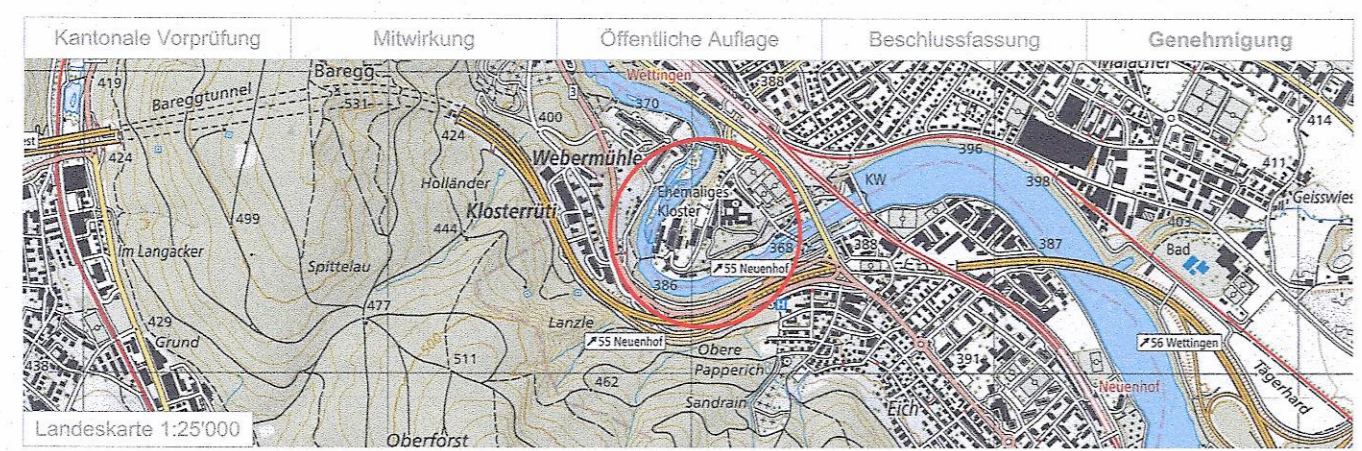 Kantonale Vorprüfung
Mitwirkung
Öffentliche Auflage
Beschlussfassung
Genehmigung
419
Bareggtunnel
Baregg
531
424
424
400
3
370
Wettingen
388
Malacher
414
411
Geisswies
396
398
403
Bad
KW
Webermühle
Ehemaliges
Kloster
Holländer
Klosterrüti
444
499
Im Langacker
Spittelau
477
368
386
55 Neuenhof
388
387
429
Grund
438
Lanzle
55 Neuenhof
511
Obere
Papperich
462
Sandrain
391
Eich
Neuenhof
56 Wettingen
Tägerhard
Oberforst
Landeskarte 1:25'000